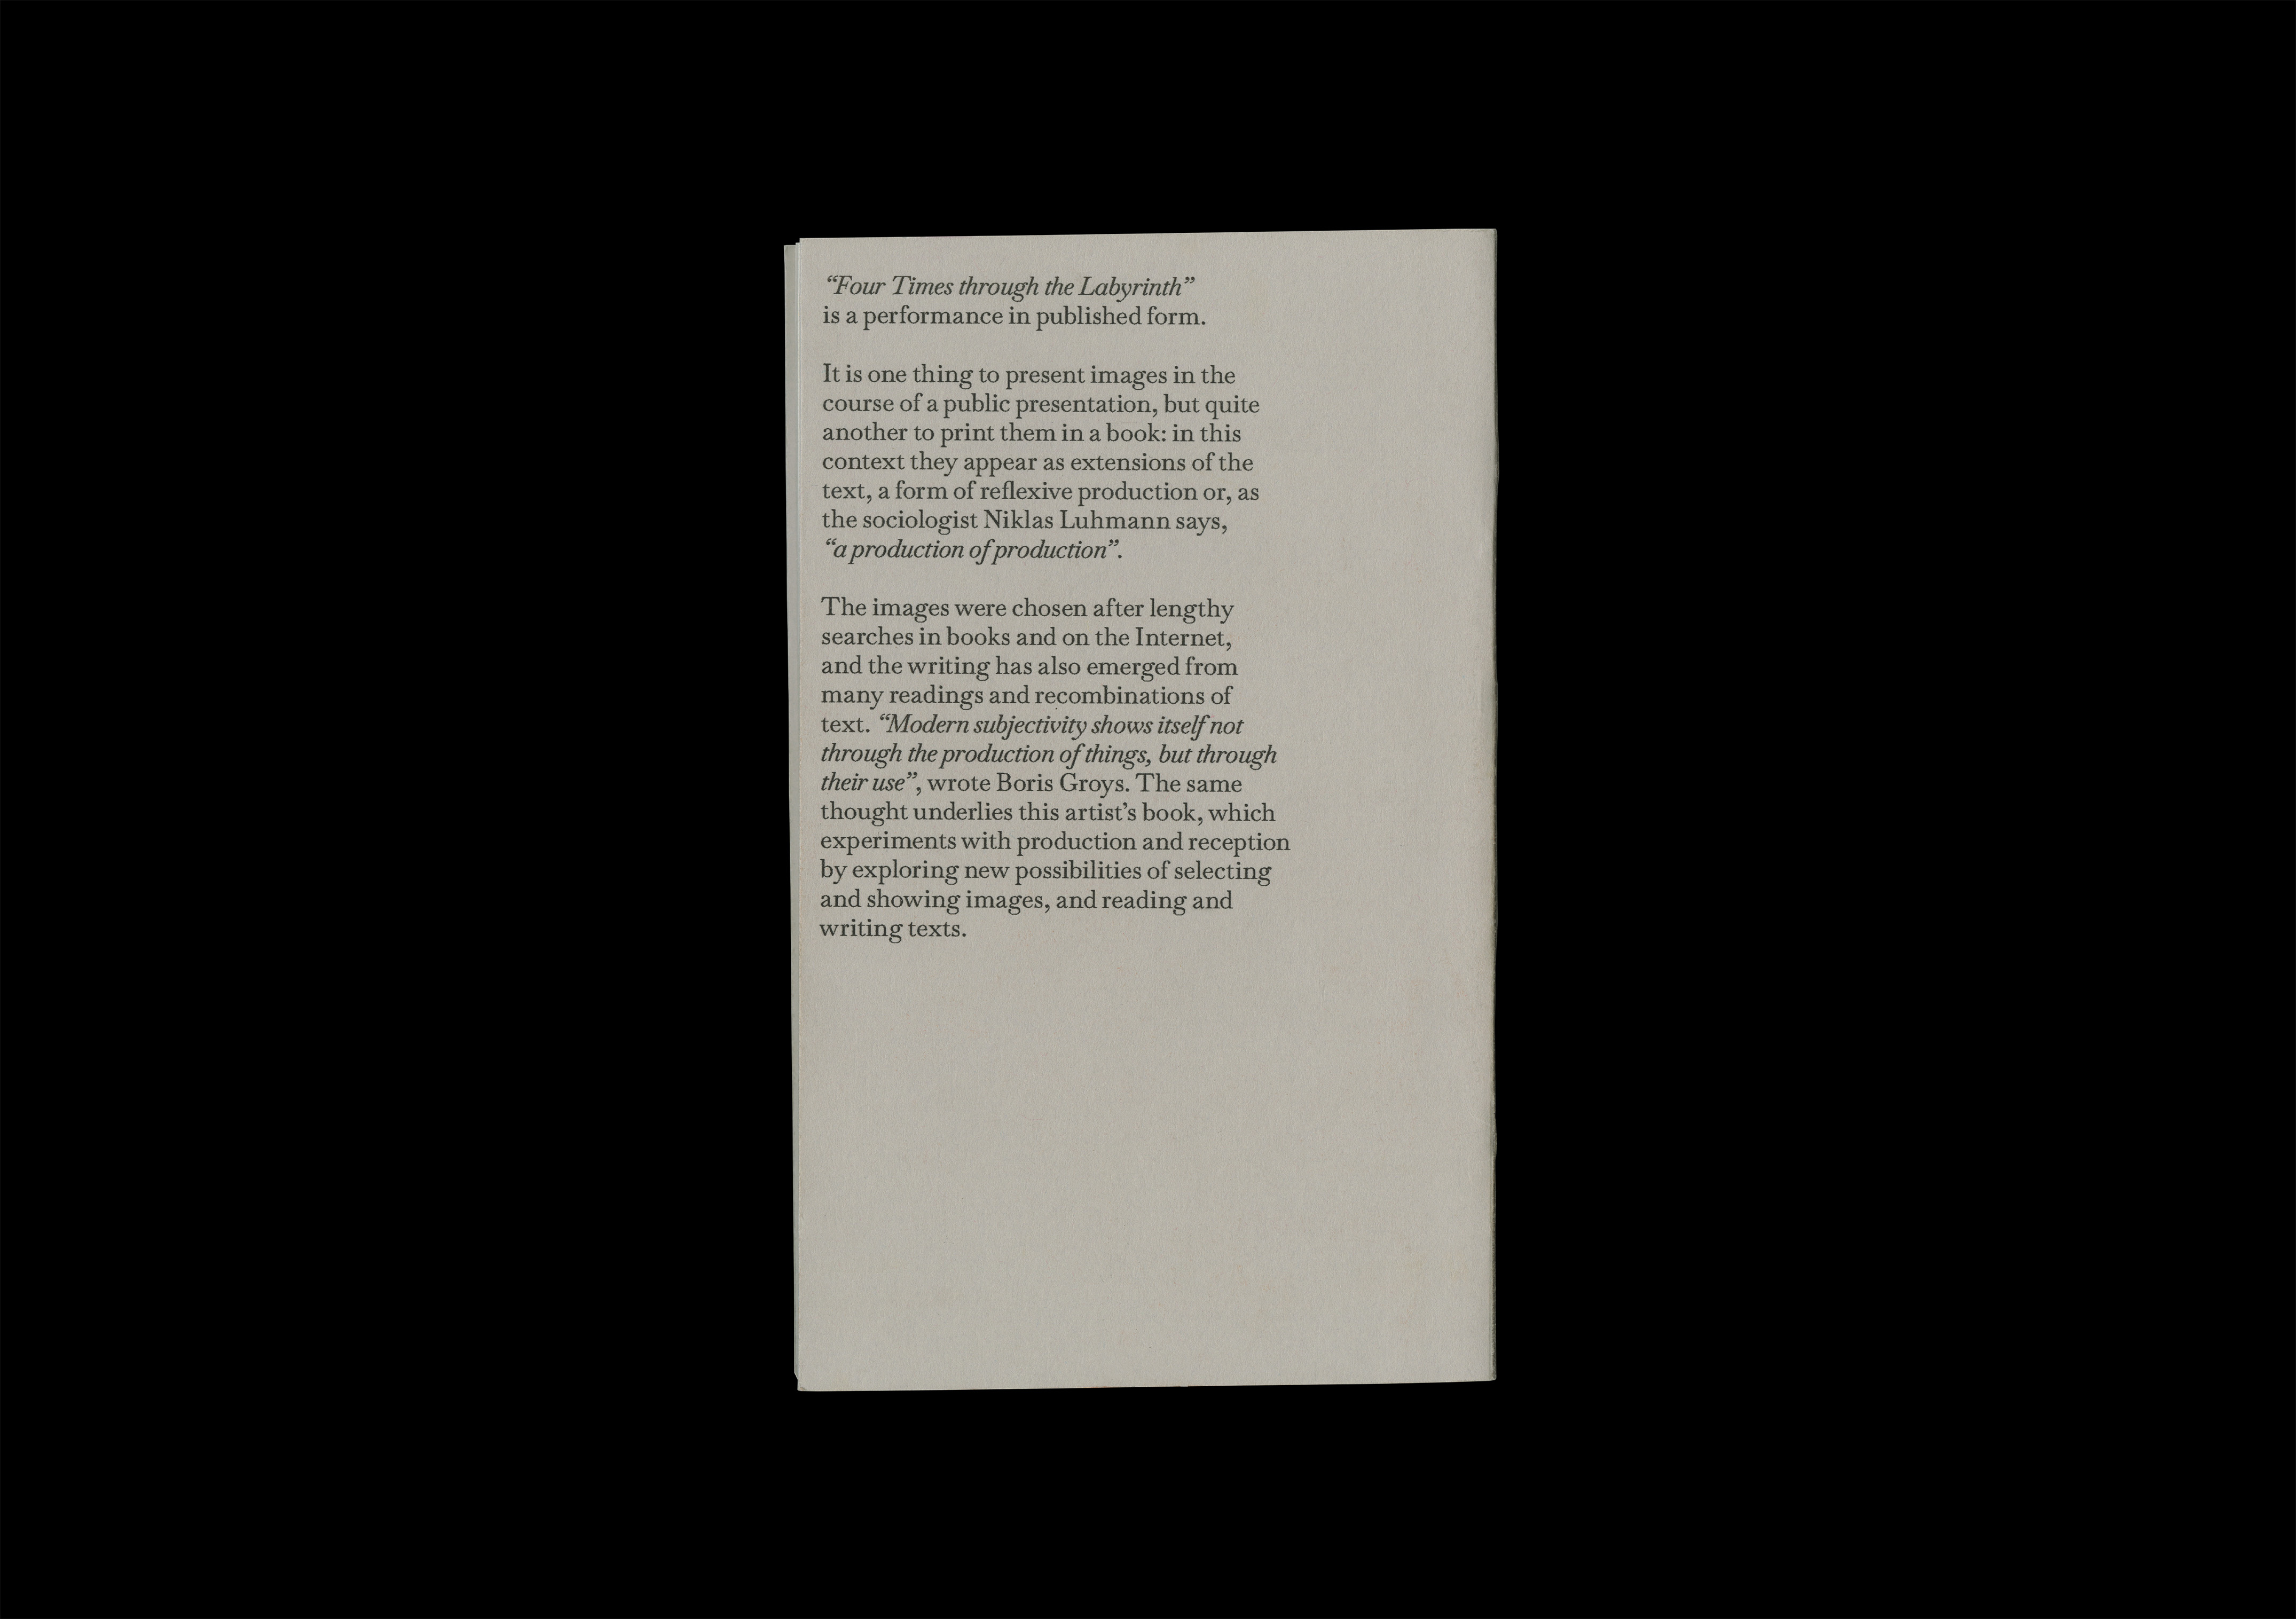 “Four Times through the Labyrinth”
is a performance in published form.
It is one thing to present images in the
course of a public presentation, but quite
another to print them in a book: in this
context they appear as extensions of the
text, a form of reflexive production or, as
the sociologist Niklas Luhmann says,
“a production of production”.
The images were chosen after lengthy
searches in books and on the Internet,
and the writing has also emerged from
many readings and recombinations of
text. “Modern subjectivity shows itself not
through the production of things, but through
their use”, wrote Boris Groys. The same
thought underlies this artist’s book, which
experiments with production and reception
by exploring new possibilities of selecting
and showing images, and reading and
writing texts.